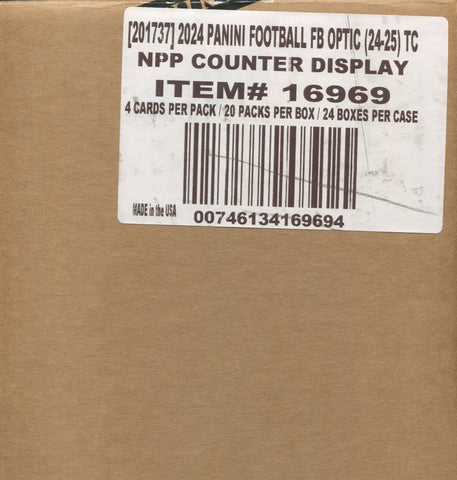 [201737] 2024 PANINI FOOTBALL FB OPTIC (24-25) TC
NPP COUNTER DISPLAY
ITEM# 16969
4 CARDS PER PACK / 20 PACKS PER BOX / 24 BOXES PER CASE
MADE in the USA
00746134169694